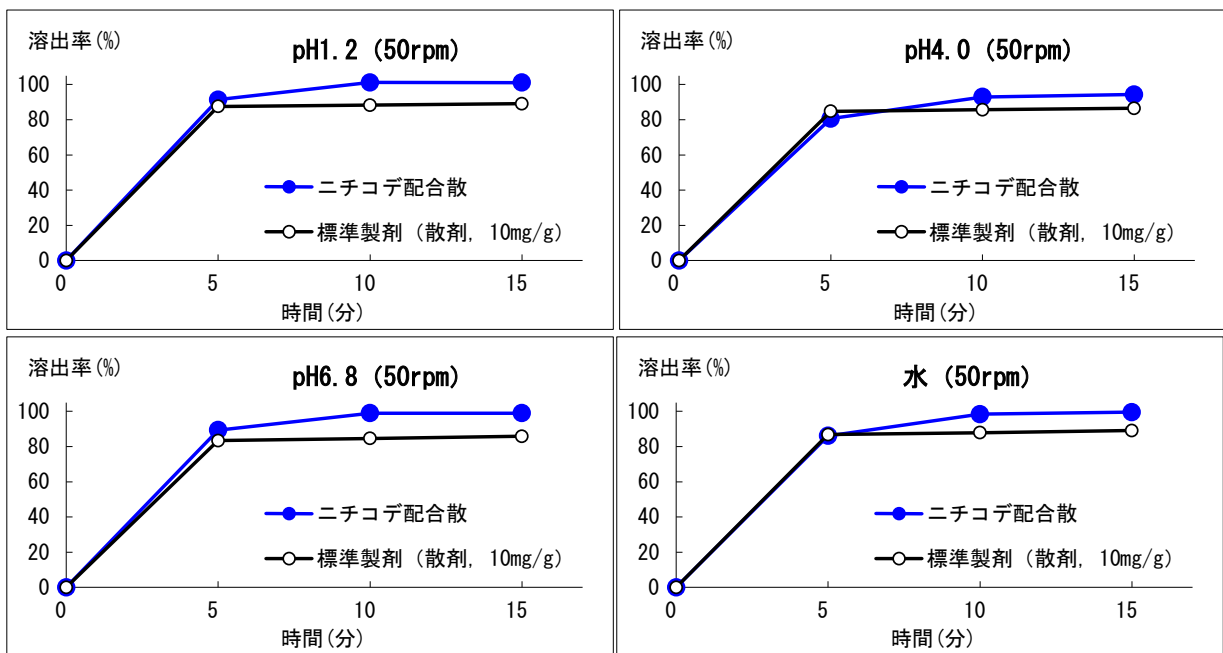 溶出率(%)
pH1.2 (50rpm)
100
80
60
40
20
0
ニチコデ配合散
標準製剤（散剤, 10mg/g）
0 5 10 15
時間(分)
溶出率(%)
pH4.0 (50rpm)
100
80
60
40
20
0
ニチコデ配合散
標準製剤（散剤, 10mg/g）
0 5 10 15
時間(分)
溶出率(%)
pH6.8 (50rpm)
100
80
60
40
20
0
ニチコデ配合散
標準製剤（散剤, 10mg/g）
0 5 10 15
時間(分)
溶出率(%)
水 (50rpm)
100
80
60
40
20
0
ニチコデ配合散
標準製剤（散剤, 10mg/g）
0 5 10 15
時間(分)